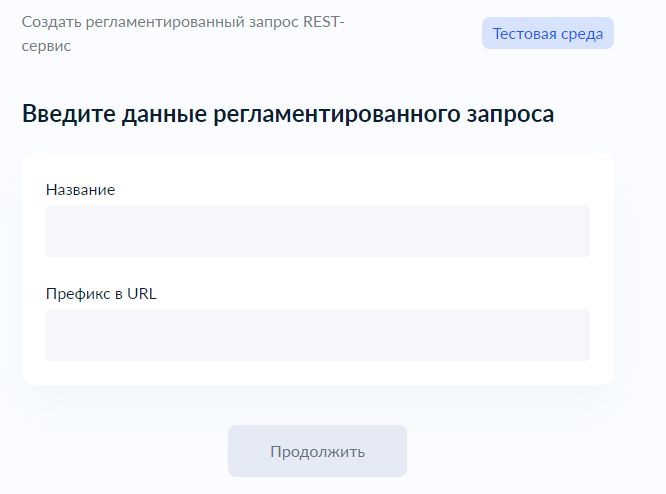 Создать регламентированный запрос REST-
сервис
Тестовая среда
Введите данные регламентированного запроса
Название
Префикс в URL
Продолжить